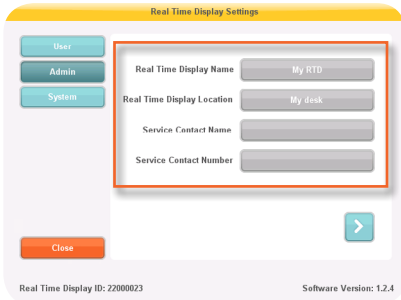 Real Time Display Settings
User
Admin
System
Real Time Display Name
My RTD
Real Time Display Location
My desk
Service Contact Name
Service Contact Number
Close
Real Time Display ID: 22000023
Software Version: 1.2.4